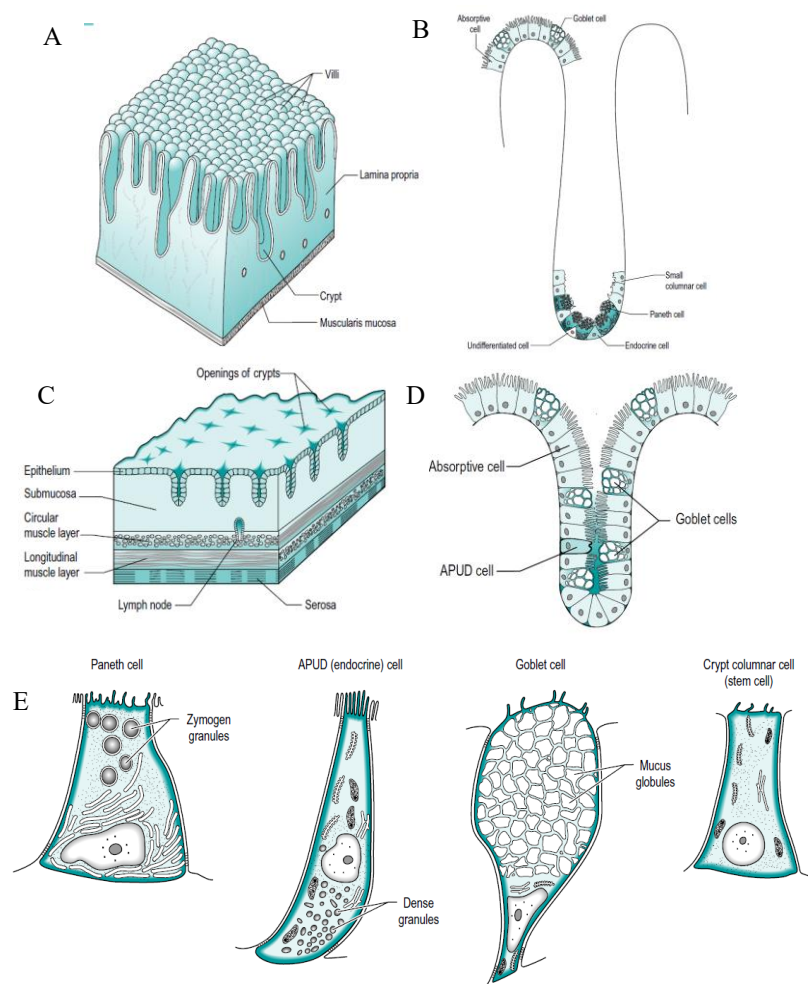 A
Villi
Lamina propria
Crypt
Muscularis mucosa
B
Absorptive
cell
Goblet cell
Small
columnar cell
Paneth cell
Undifferentiated cell
Endocrine cell
C
Openings of crypts
Epithelium
Submucosa
Circular
muscle layer
Longitudinal
muscle layer
Lymph node
Serosa
D
Absorptive cell
Goblet cells
APUD cell
E
Paneth cell
Zymogen
granules
APUD (endocrine) cell
Dense
granules
Goblet cell
Mucus
globules
Crypt columnar cell
(stem cell)